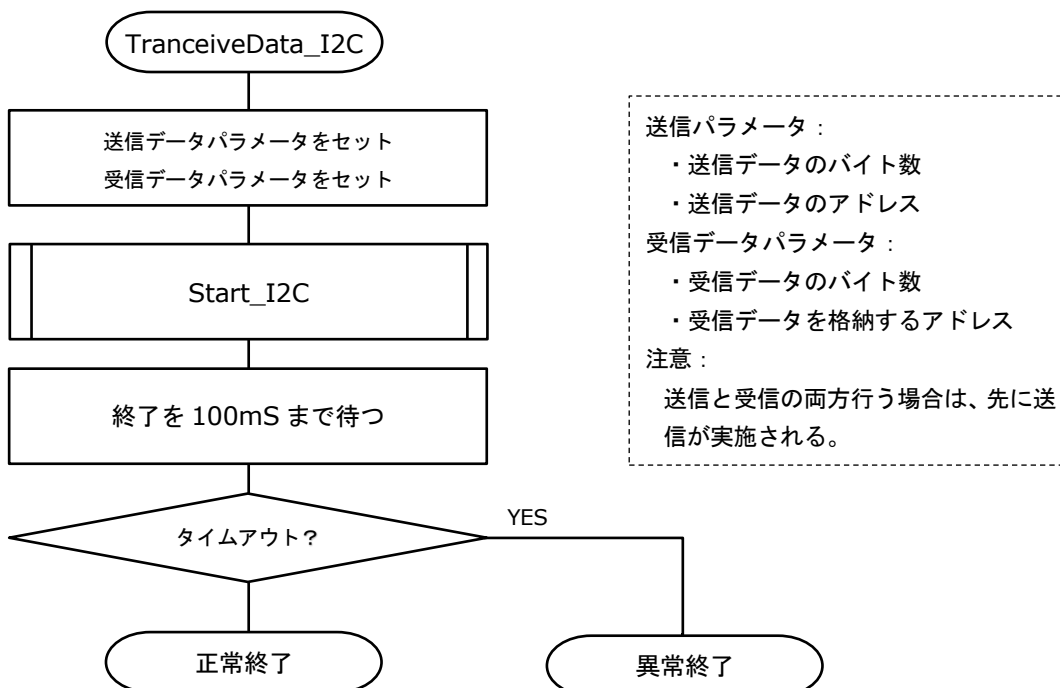 TranceiveData_I2C
送信データパラメータをセット
受信データパラメータをセット
Start_I2C
終了を 100mS まで待つ
タイムアウト？
YES
正常終了
異常終了
送信パラメータ：
・送信データのバイト数
・送信データのアドレス
受信データパラメータ：
・受信データのバイト数
・受信データを格納するアドレス
注意：
送信と受信の両方行う場合は、先に送
信が実施される。